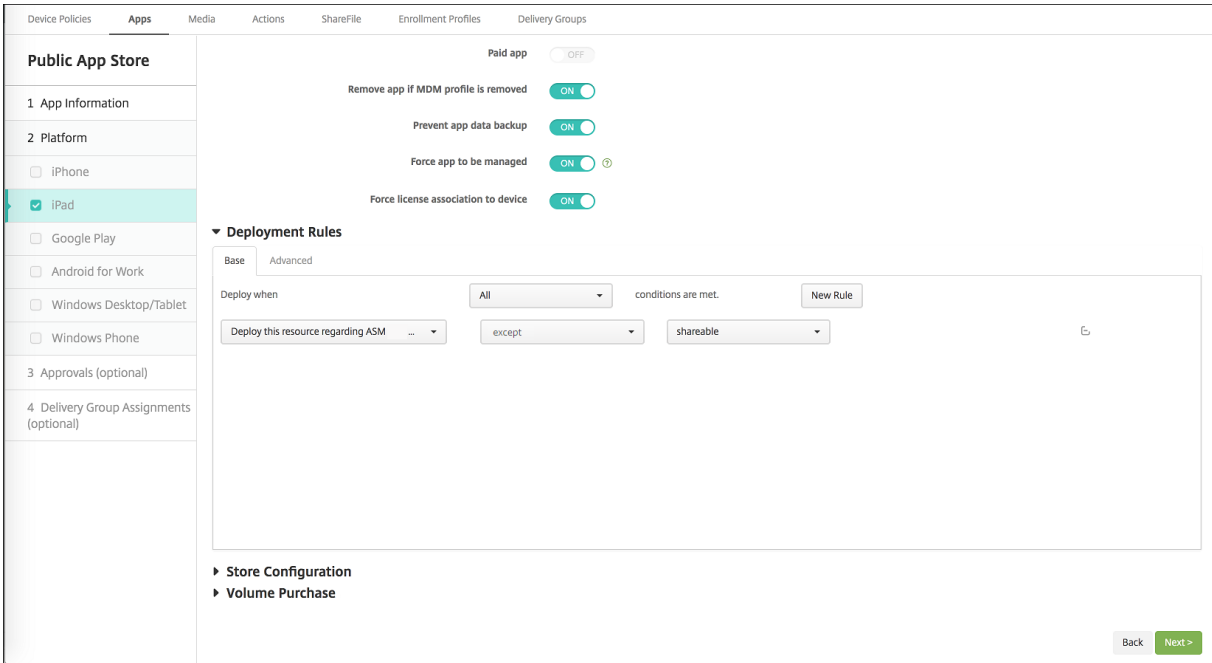 Device Policies Apps Media Actions ShareFile Enrollment Profiles Delivery Groups
Public App Store
1 App Information
2 Platform
iPhone
iPad
Google Play
Android for Work
Windows Desktop/Tablet
Windows Phone
3 Approvals (optional)
4 Delivery Group Assignments
(optional)
Paid app OFF
Remove app if MDM profile is removed ON
Prevent app data backup ON
Force app to be managed ON ?
Force license association to device ON
Deployment Rules
Base Advanced
Deploy when All conditions are met. New Rule
Deploy this resource regarding ASM ... except shareable
Store Configuration
Volume Purchase
Back Next >